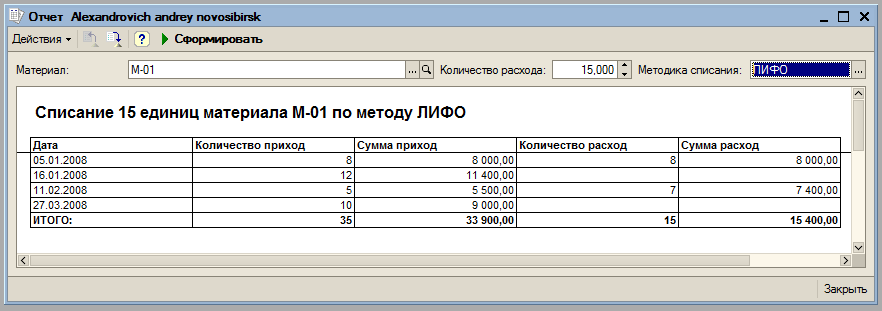 Отчет Alexandrovich andrey novosibirsk
Действия ? Сформировать
Материал: М-01 ... Количество расхода: 15,000 Методика списания: ЛИФО ...
Списание 15 единиц материала М-01 по методу ЛИФО
Дата Количество приход Сумма приход Количество расход Сумма расход
05.01.2008 8 8 000,00 8 8 000,00
16.01.2008 12 11 400,00
11.02.2008 5 5 500,00 7 7 400,00
27.03.2008 10 9 000,00
ИТОГО: 35 33 900,00 15 15 400,00
Закрыть